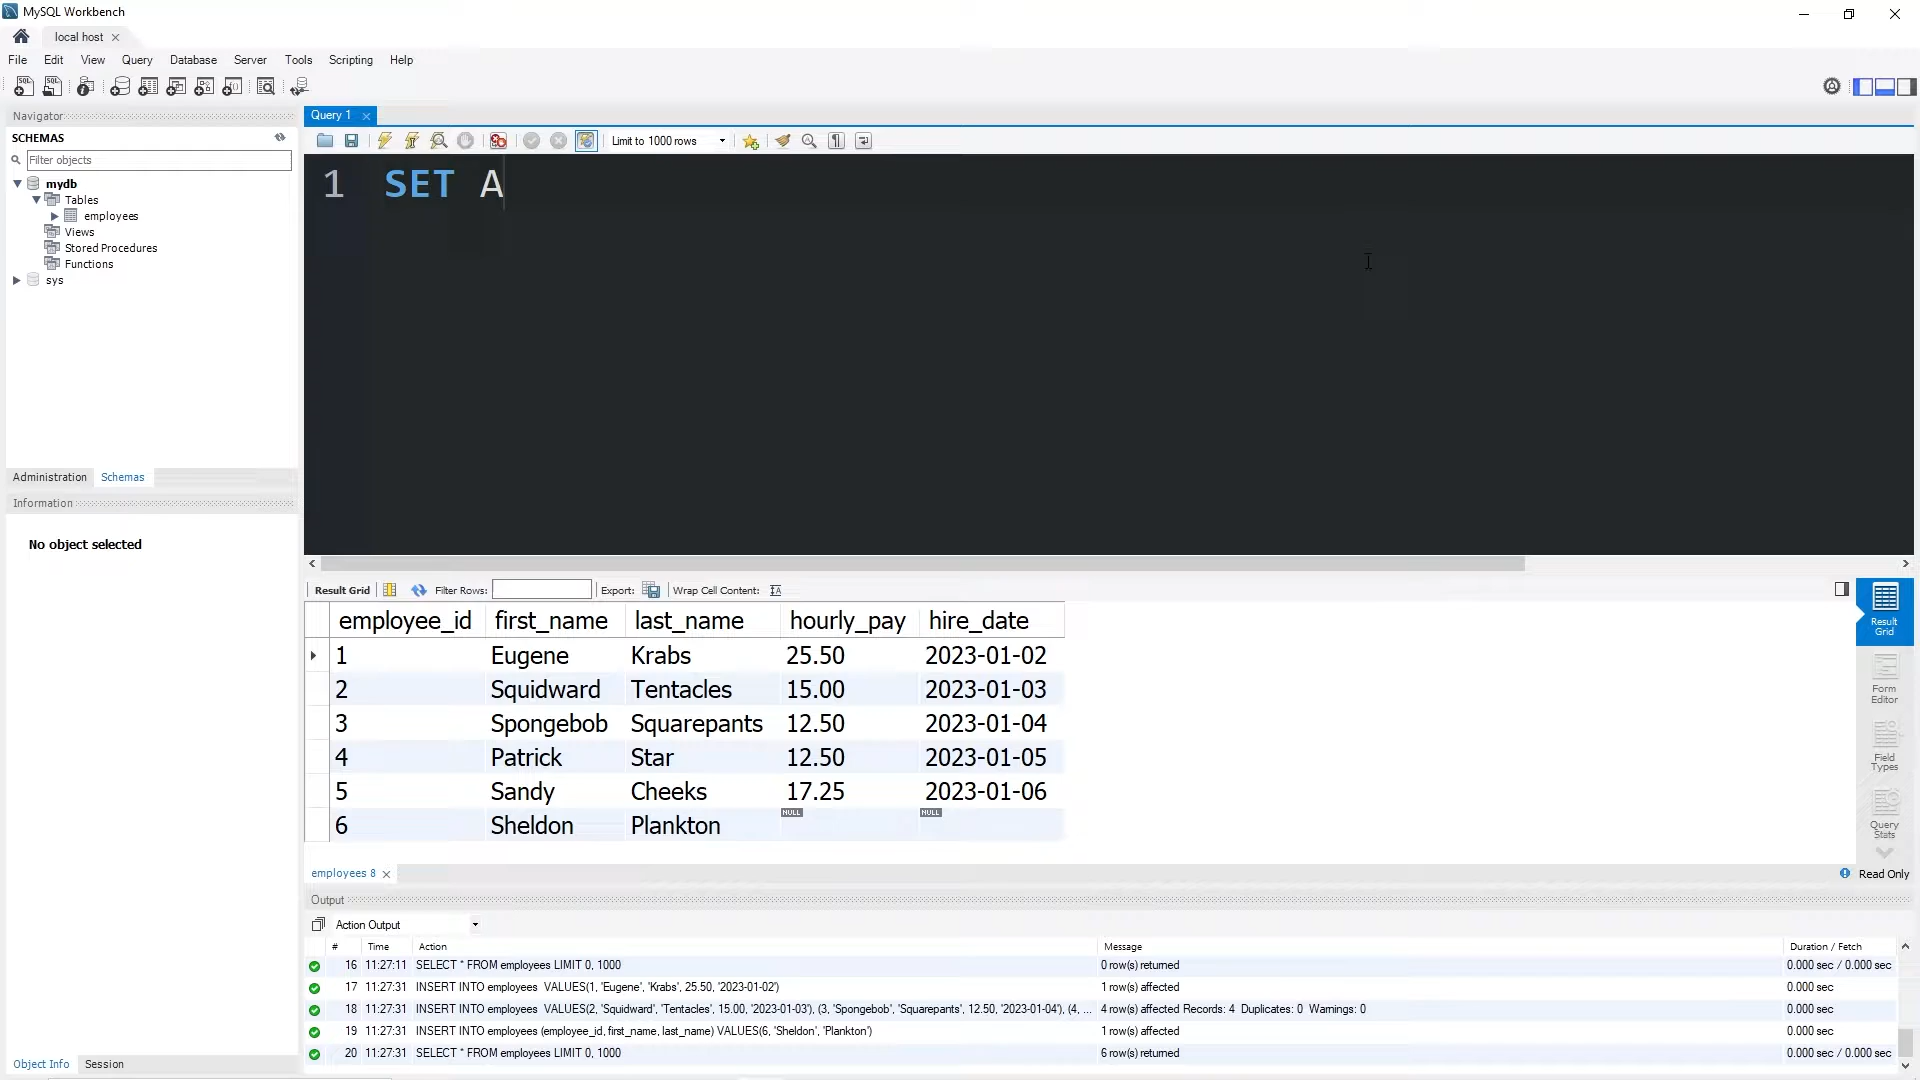 MySQL Workbench
local host
File Edit View Query Database Server Tools Scripting Help
Navigator
SCHEMAS
Filter objects
mydb
Tables
employees
Views
Stored Procedures
Functions
sys
Administration Schemas
Information
No object selected
Object Info Session
Query 1
Limit to 1000 rows
1 SET A
Result Grid Filter Rows: Export: Wrap Cell Content:
employee_id first_name last_name hourly_pay hire_date
1 Eugene Krabs 25.50 2023-01-02
2 Squidward Tentacles 15.00 2023-01-03
3 Spongebob Squarepants 12.50 2023-01-04
4 Patrick Star 12.50 2023-01-05
5 Sandy Cheeks 17.25 2023-01-06
6 Sheldon Plankton NULL NULL
Result
Grid
Form
Editor
Field
Types
Query
Stats
employees 8
Read Only
Output
Action Output
# Time Action Message Duration / Fetch
16 11:27:11 SELECT * FROM employees LIMIT 0, 1000 0 row(s) returned 0.000 sec / 0.000 sec
17 11:27:31 INSERT INTO employees VALUES(1, 'Eugene', 'Krabs', 25.50, '2023-01-02') 1 row(s) affected 0.000 sec
18 11:27:31 INSERT INTO employees VALUES(2, 'Squidward', 'Tentacles', 15.00, '2023-01-03'), (3, 'Spongebob', 'Squarepants', 12.50, '2023-01-04'), (4, ... 4 row(s) affected Records: 4 Duplicates: 0 Warnings: 0 0.000 sec
19 11:27:31 INSERT INTO employees (employee_id, first_name, last_name) VALUES(6, 'Sheldon', 'Plankton') 1 row(s) affected 0.000 sec
20 11:27:31 SELECT * FROM employees LIMIT 0, 1000 6 row(s) returned 0.000 sec / 0.000 sec